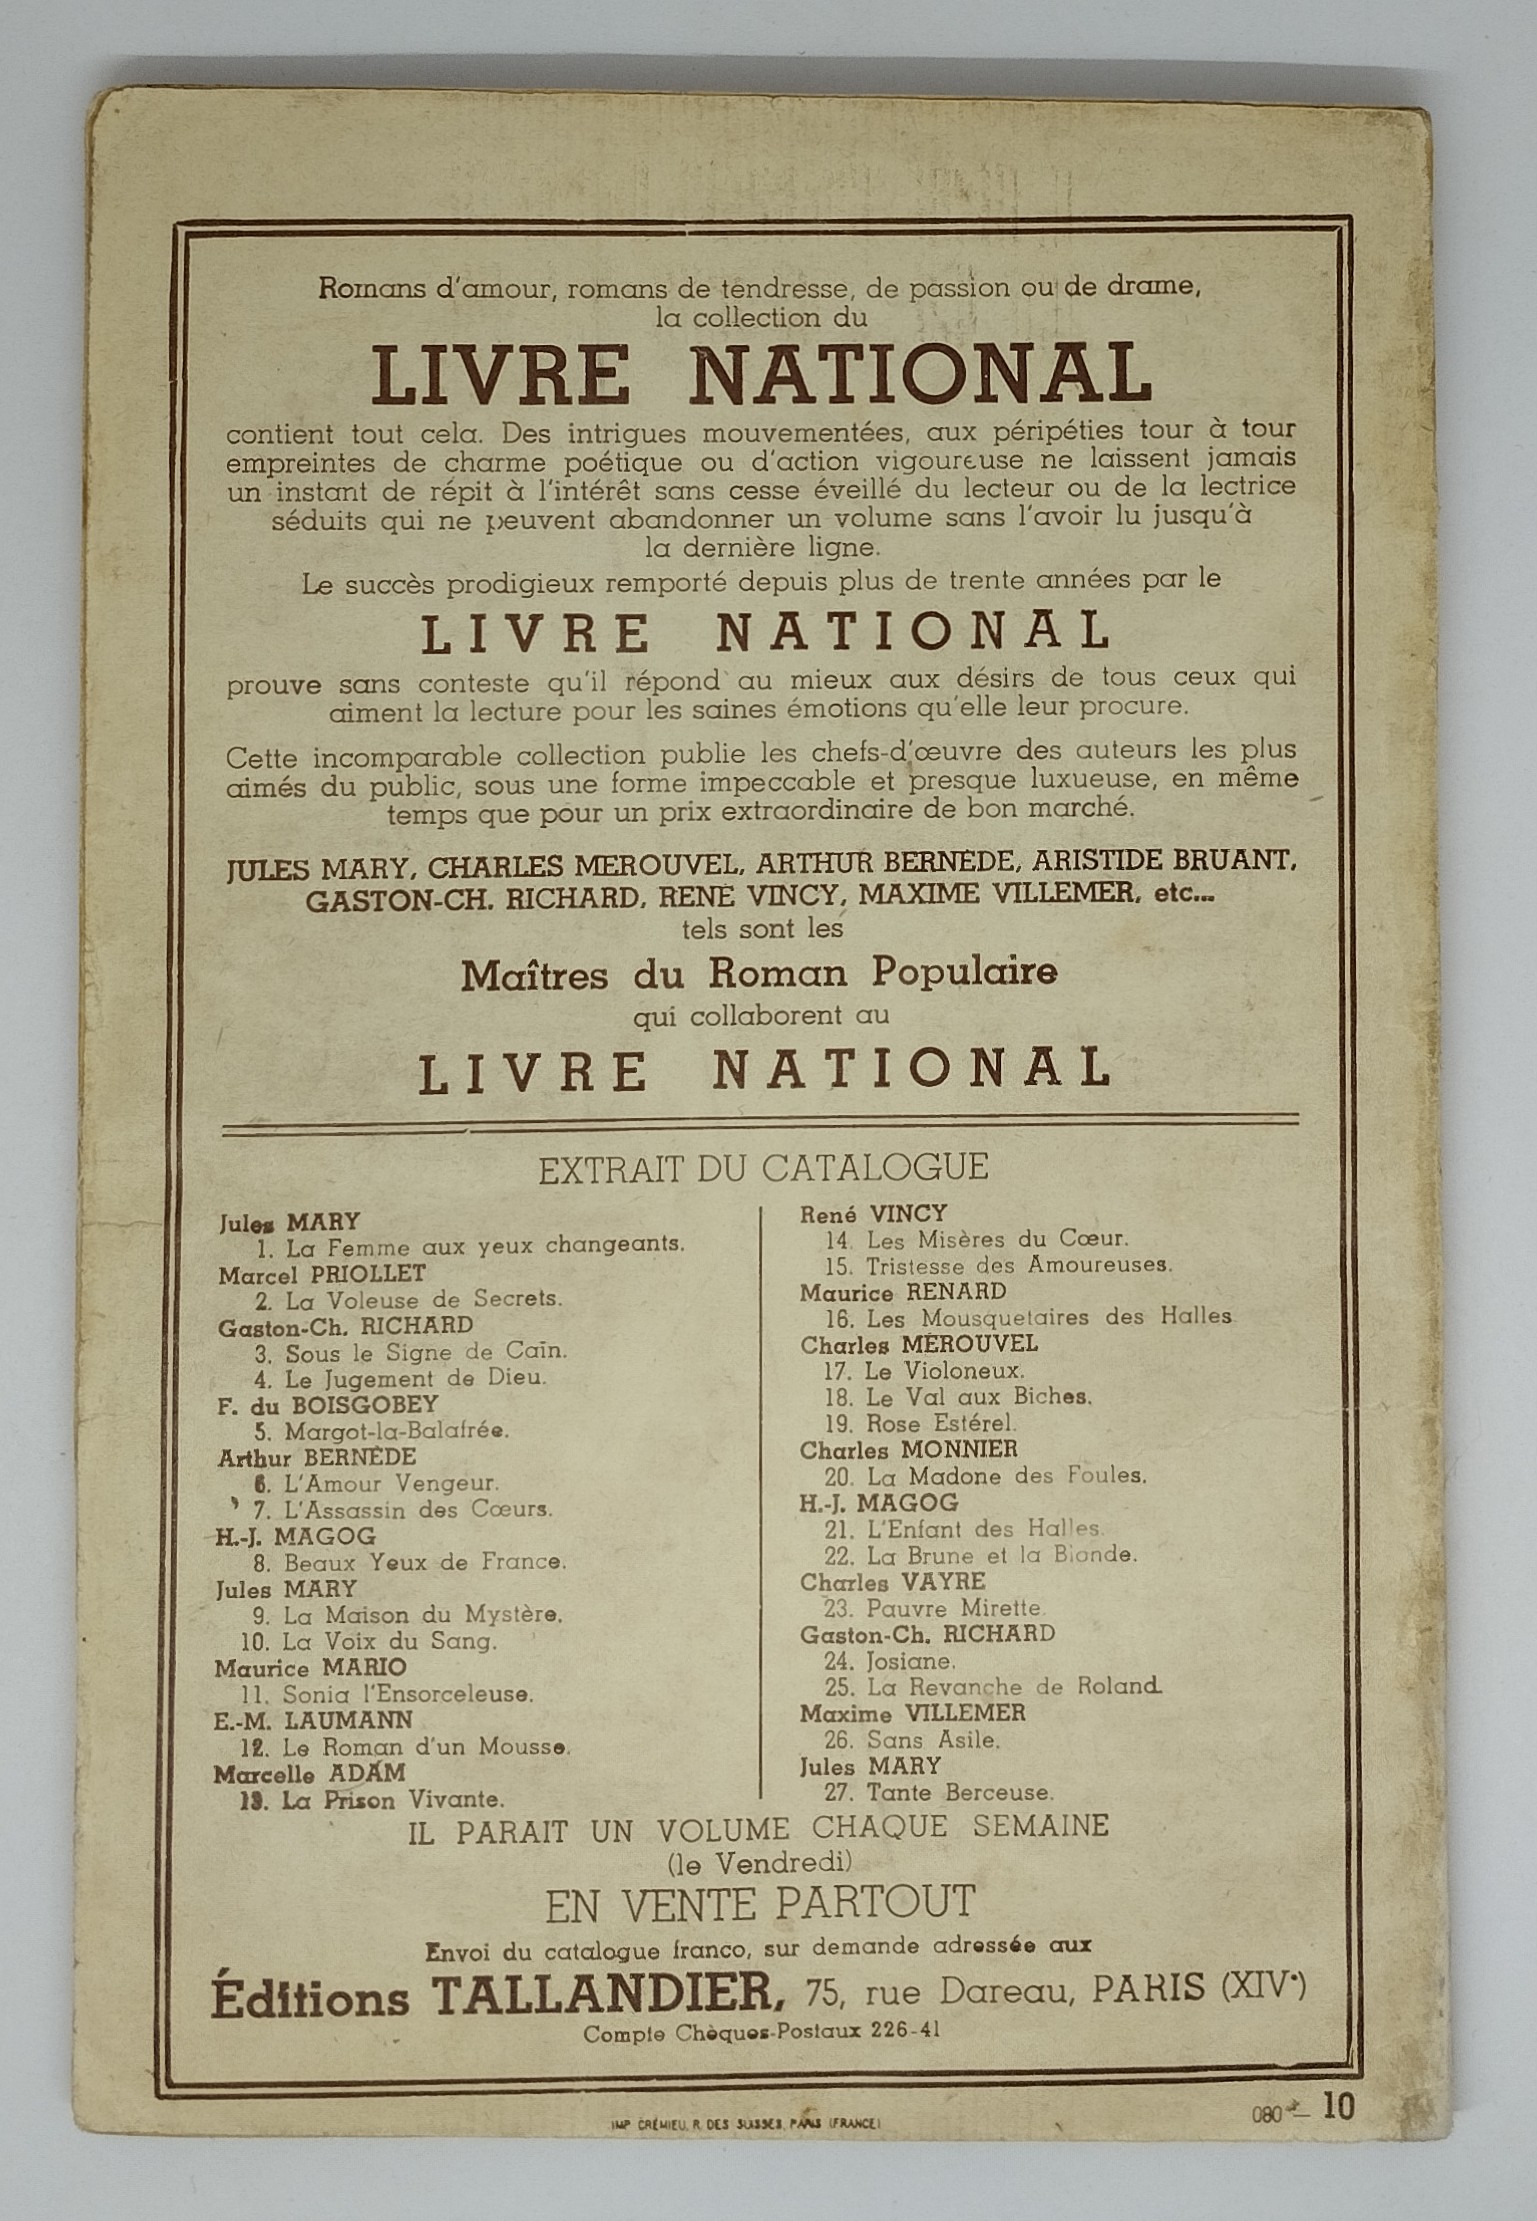 Romans d'amour, romans de tendresse, de passion ou de drame,
la collection du
LIVRE NATIONAL
contient tout cela. Des intrigues mouvementées, aux péripéties tour à tour
empreintes de charme poétique ou d'action vigoureuse ne laissent jamais
un instant de répit à l'intérêt sans cesse éveillé du lecteur ou de la lectrice
séduits qui ne peuvent abandonner un volume sans l'avoir lu jusqu'à
la dernière ligne.
Le succès prodigieux remporté depuis plus de trente années par le
LIVRE NATIONAL
prouve sans conteste qu'il répond au mieux aux désirs de tous ceux qui
aiment la lecture pour les saines émotions qu'elle leur procure.
Cette incomparable collection publie les chefs-d'œuvre des auteurs les plus
aimés du public, sous une forme impeccable et presque luxueuse, en même
temps que pour un prix extraordinaire de bon marché.
JULES MARY, CHARLES MEROUVEL, ARTHUR BERNÈDE, ARISTIDE BRUANT,
GASTON-CH. RICHARD, RENÉ VINCY, MAXIME VILLEMER, etc...
tels sont les
Maîtres du Roman Populaire
qui collaborent au
LIVRE NATIONAL
EXTRAIT DU CATALOGUE
Jules MARY
1. La Femme aux yeux changeants.
Marcel PRIOLLET
2. La Voleuse de Secrets.
Gaston-Ch. RICHARD
3. Sous le Signe de Caïn.
4. Le Jugement de Dieu.
F. du BOISGOBEY
5. Margot-la-Balafrée.
Arthur BERNÈDE
6. L'Amour Vengeur.
7. L'Assassin des Cœurs.
H.-J. MAGOG
8. Beaux Yeux de France.
Jules MARY
9. La Maison du Mystère.
10. La Voix du Sang.
Maurice MARIO
11. Sonia l'Ensorceleuse.
E.-M. LAUMANN
12. Le Roman d'un Mousse.
Marcelle ADAM
13. La Prison Vivante.
René VINCY
14. Les Misères du Cœur.
15. Tristesse des Amoureuses.
Maurice RENARD
16. Les Mousquetaires des Halles
Charles MÉROUVEL
17. Le Violoneux.
18. Le Val aux Biches.
19. Rose Estérel.
Charles MONNIER
20. La Madone des Foules.
H.-J. MAGOG
21. L'Enfant des Halles.
22. La Brune et la Blonde.
Charles VAYRE
23. Pauvre Mirette.
Gaston-Ch. RICHARD
24. Josiane.
25. La Revanche de Roland.
Maxime VILLEMER
26. Sans Asile.
Jules MARY
27. Tante Berceuse.
IL PARAIT UN VOLUME CHAQUE SEMAINE
(le Vendredi)
EN VENTE PARTOUT
Envoi du catalogue franco, sur demande adressée aux
Éditions TALLANDIER, 75, rue Dareau, PARIS (XIVe)
Compte Chèques-Postaux 226-41
IMP CRÉMIEU, R. DES SUISSES, PARIS (FRANCE)
080 — 10